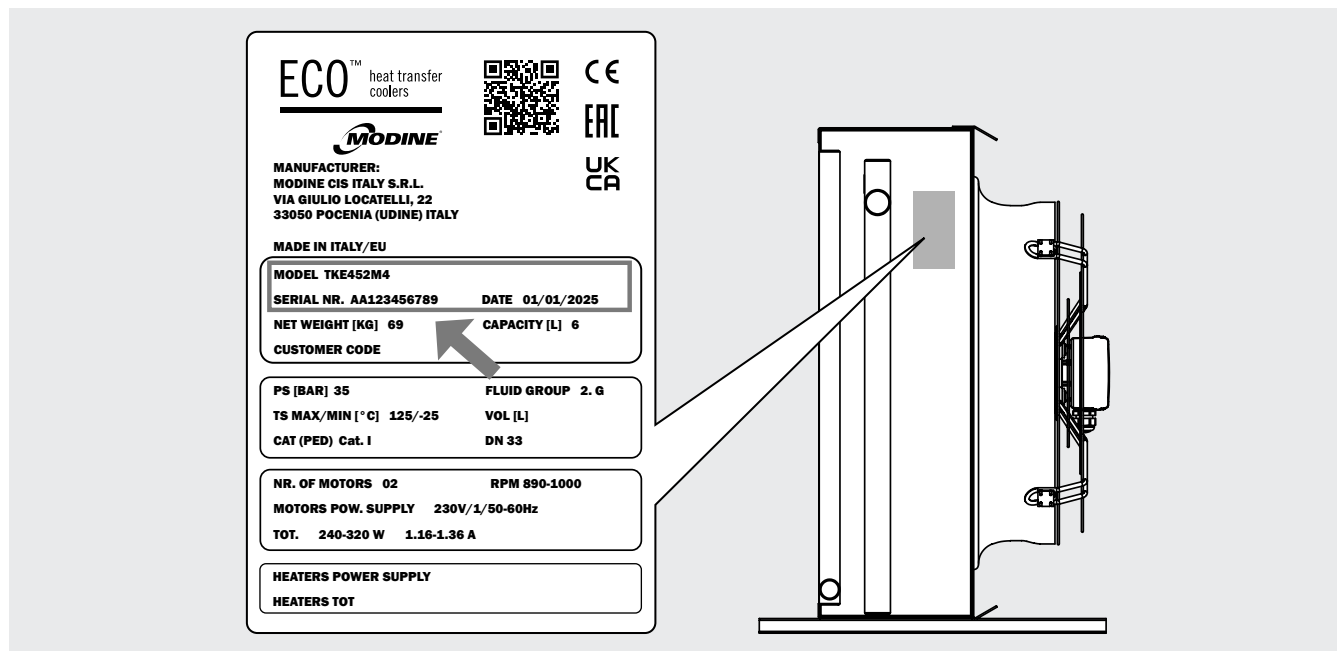 ECO™ heat transfer
coolers
MODINE®
CE
EAC
UK
CA
MANUFACTURER:
MODINE CIS ITALY S.R.L.
VIA GIULIO LOCATELLI, 22
33050 POCENIA (UDINE) ITALY
MADE IN ITALY/EU
MODEL TKE452M4
SERIAL NR. AA123456789 DATE 01/01/2025
NET WEIGHT [KG] 69 CAPACITY [L] 6
CUSTOMER CODE
PS [BAR] 35 FLUID GROUP 2. G
TS MAX/MIN [°C] 125/-25 VOL [L]
CAT (PED) Cat. I DN 33
NR. OF MOTORS 02 RPM 890-1000
MOTORS POW. SUPPLY 230V/1/50-60Hz
TOT. 240-320 W 1.16-1.36 A
HEATERS POWER SUPPLY
HEATERS TOT